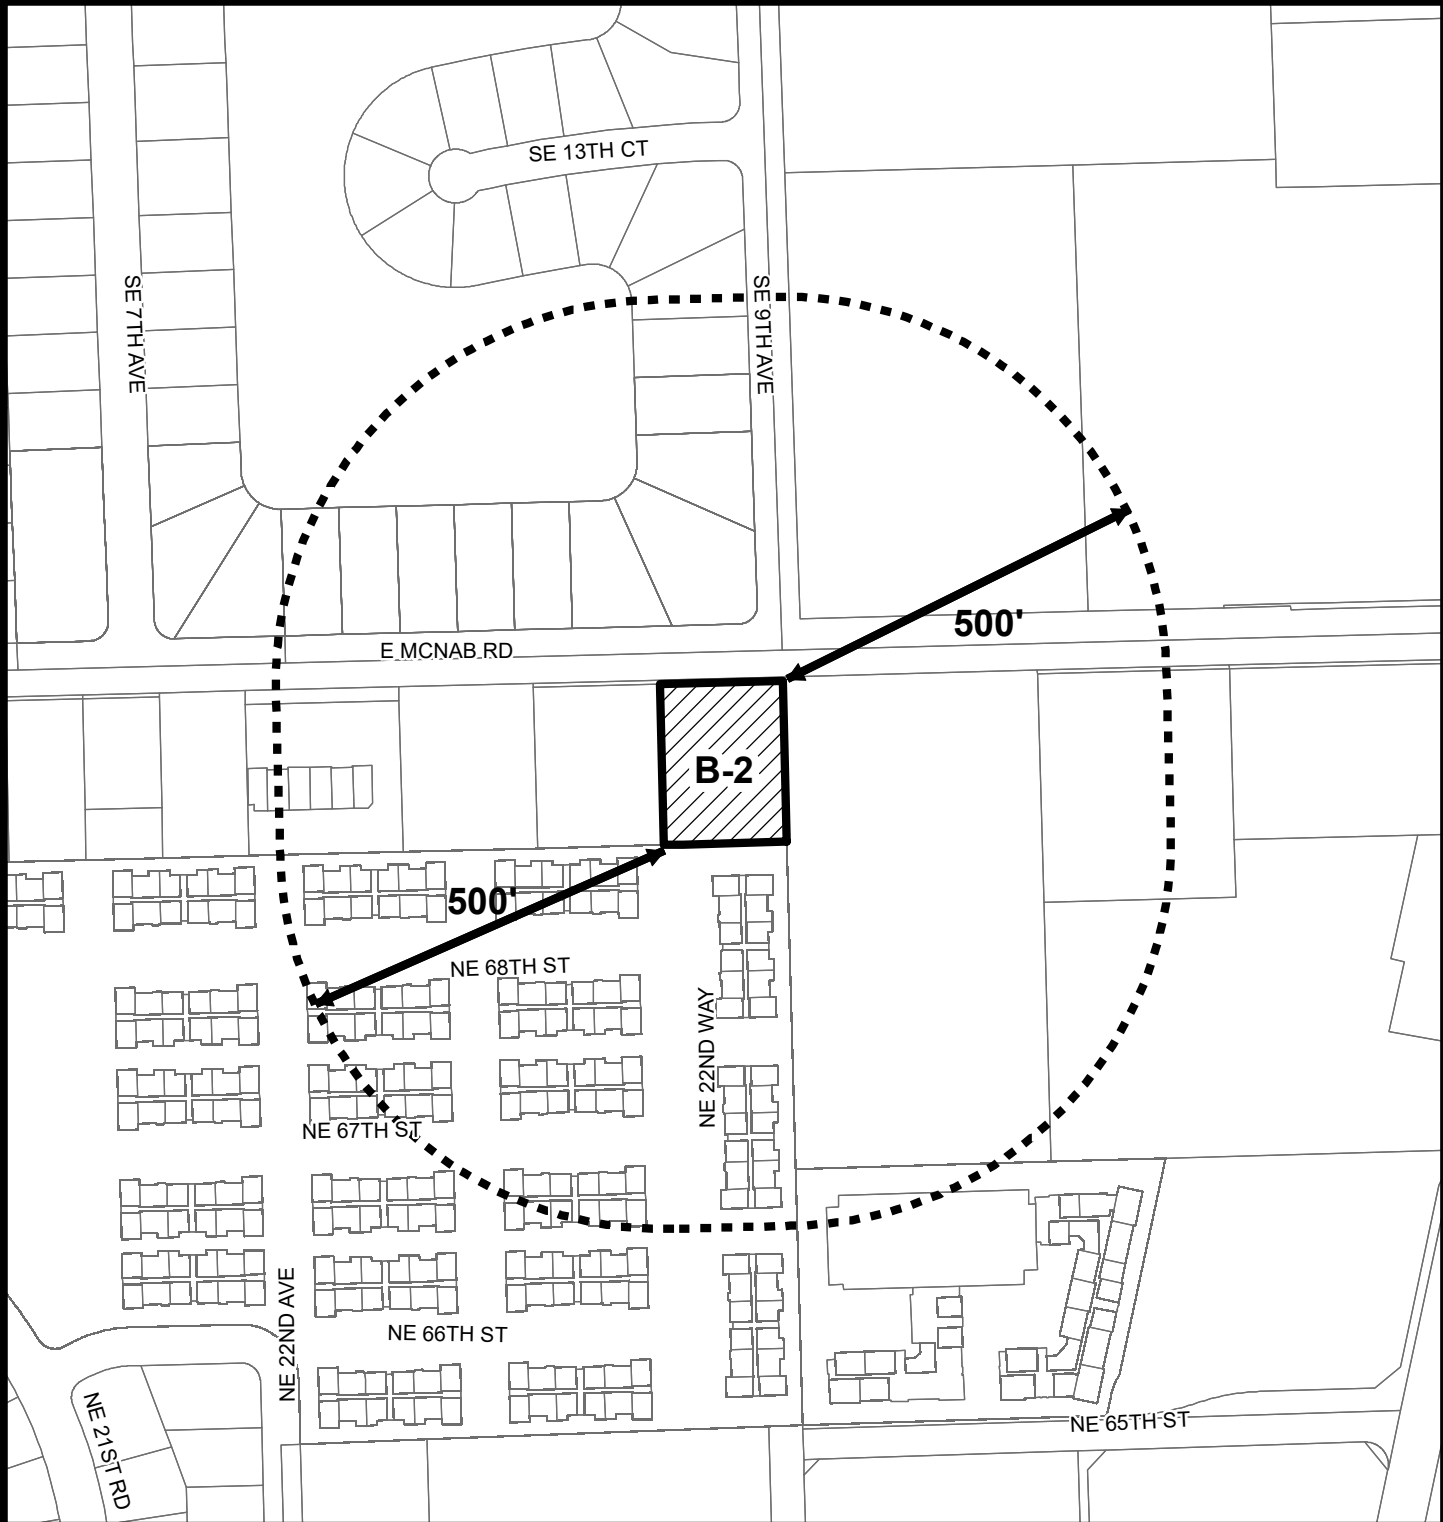 SE 13TH CT
SE 7TH AVE
SE 9TH AVE
500'
E MCNAB RD
B-2
500'
NE 68TH ST
NE 22ND WAY
NE 67TH ST
NE 22ND AVE
NE 66TH ST
NE 21ST RD
NE 65TH ST